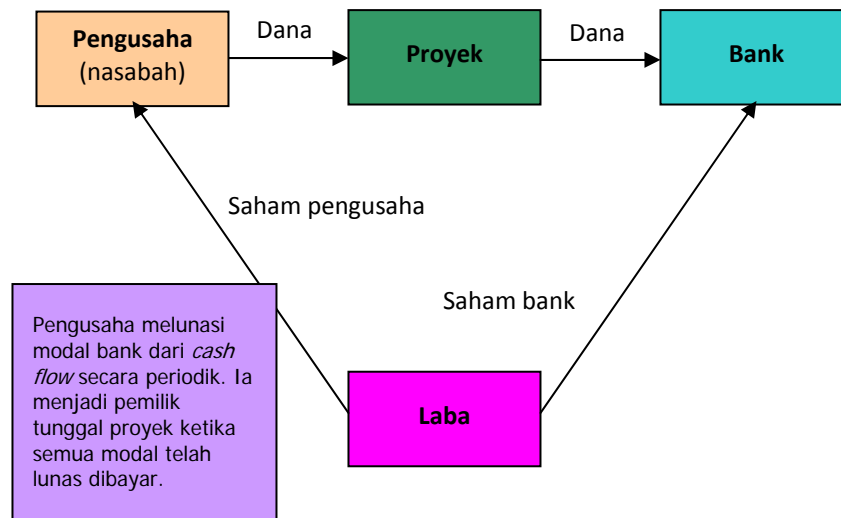 Pengusaha
(nasabah)
Dana
Proyek
Dana
Bank
Saham pengusaha
Saham bank
Pengusaha melunasi
modal bank dari cash
flow secara periodik. Ia
menjadi pemilik
tunggal proyek ketika
semua modal telah
lunas dibayar.
Laba